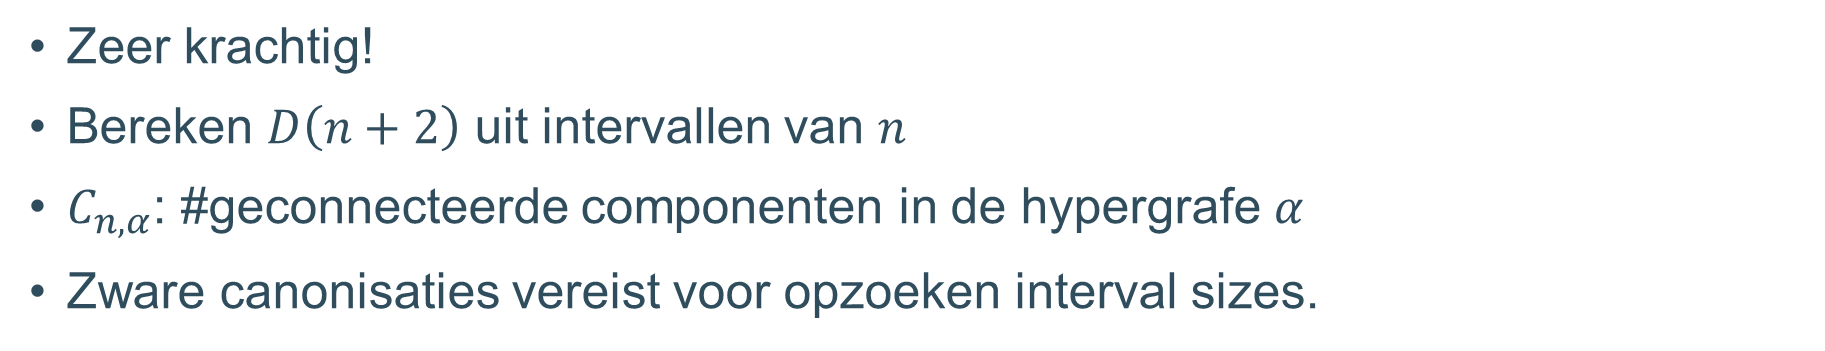 • Zeer krachtig!
• Bereken 𝐷(𝑛 + 2) uit intervallen van 𝑛
• 𝐶𝑛,𝛼: #geconnecteerde componenten in de hypergrafe 𝛼
• Zware canonisaties vereist voor opzoeken interval sizes.